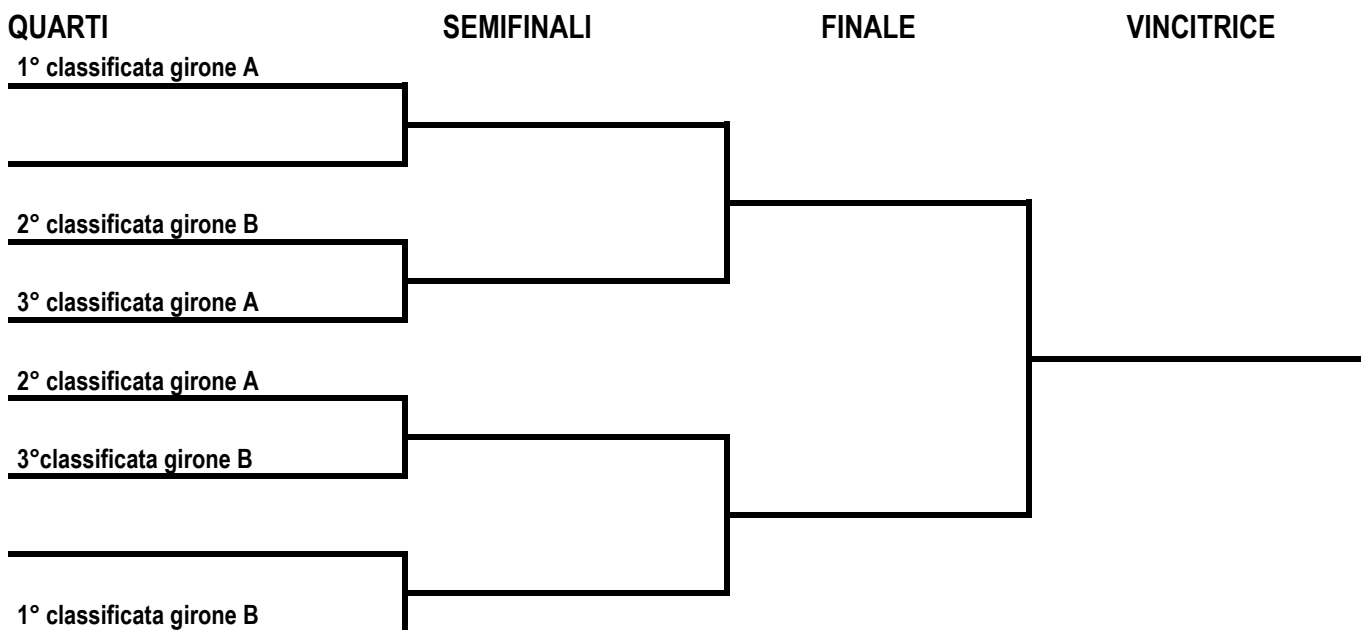 QUARTI SEMIFINALI FINALE VINCITRICE
1° classificata girone A
2° classificata girone B
3° classificata girone A
2° classificata girone A
3°classificata girone B
1° classificata girone B